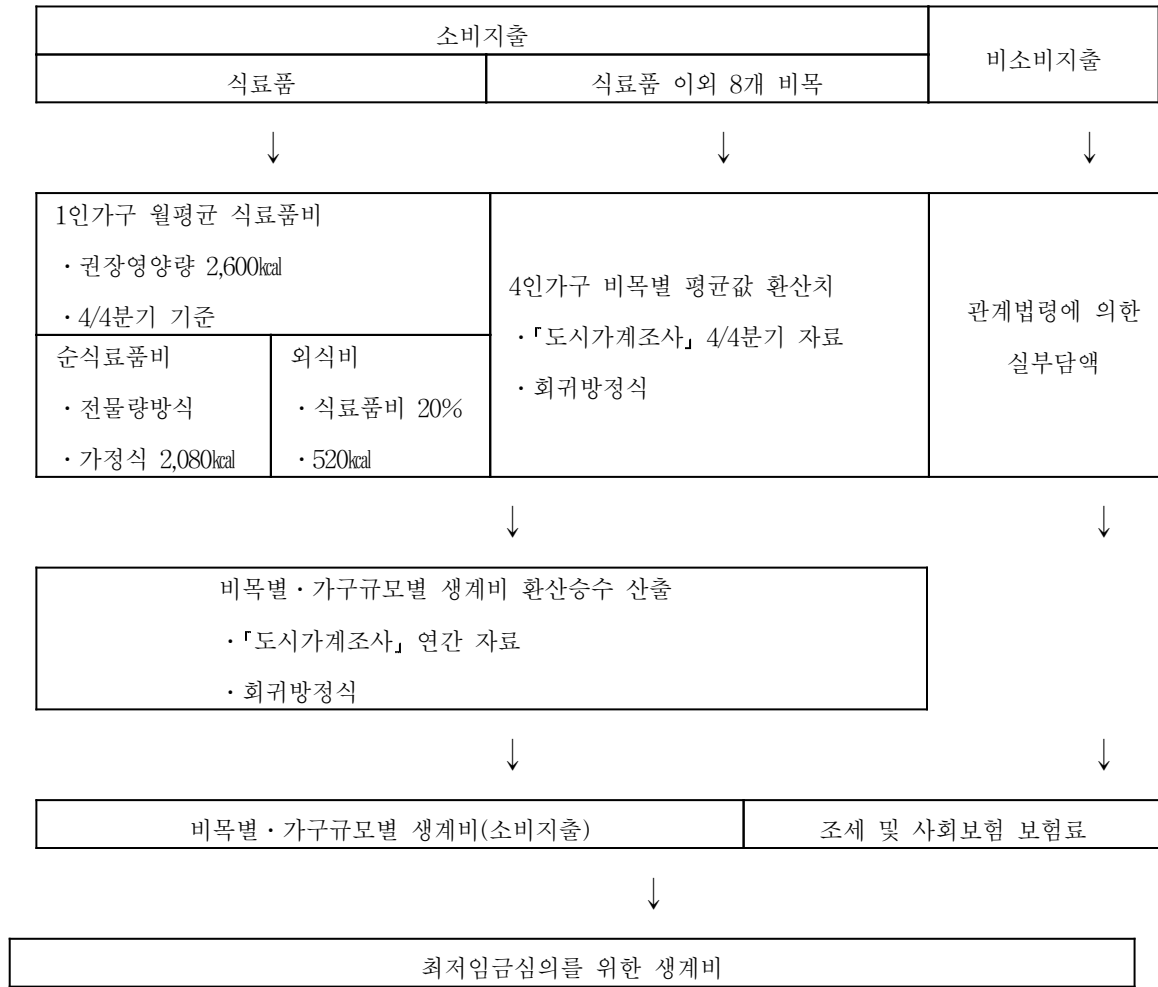 소비지출
비소비지출
식료품
식료품 이외 8개 비목
↓
↓
↓
1인가구 월평균 식료품비
· 권장영양량 2,600㎉
· 4/4분기 기준
순식료품비
· 전물량방식
· 가정식 2,080㎉
외식비
· 식료품비 20%
· 520㎉
4인가구 비목별 평균값 환산치
· 「도시가계조사」 4/4분기 자료
· 회귀방정식
관계법령에 의한
실부담액
↓
↓
비목별·가구규모별 생계비 환산승수 산출
· 「도시가계조사」 연간 자료
· 회귀방정식
↓
↓
비목별·가구규모별 생계비(소비지출)
조세 및 사회보험 보험료
↓
최저임금심의를 위한 생계비